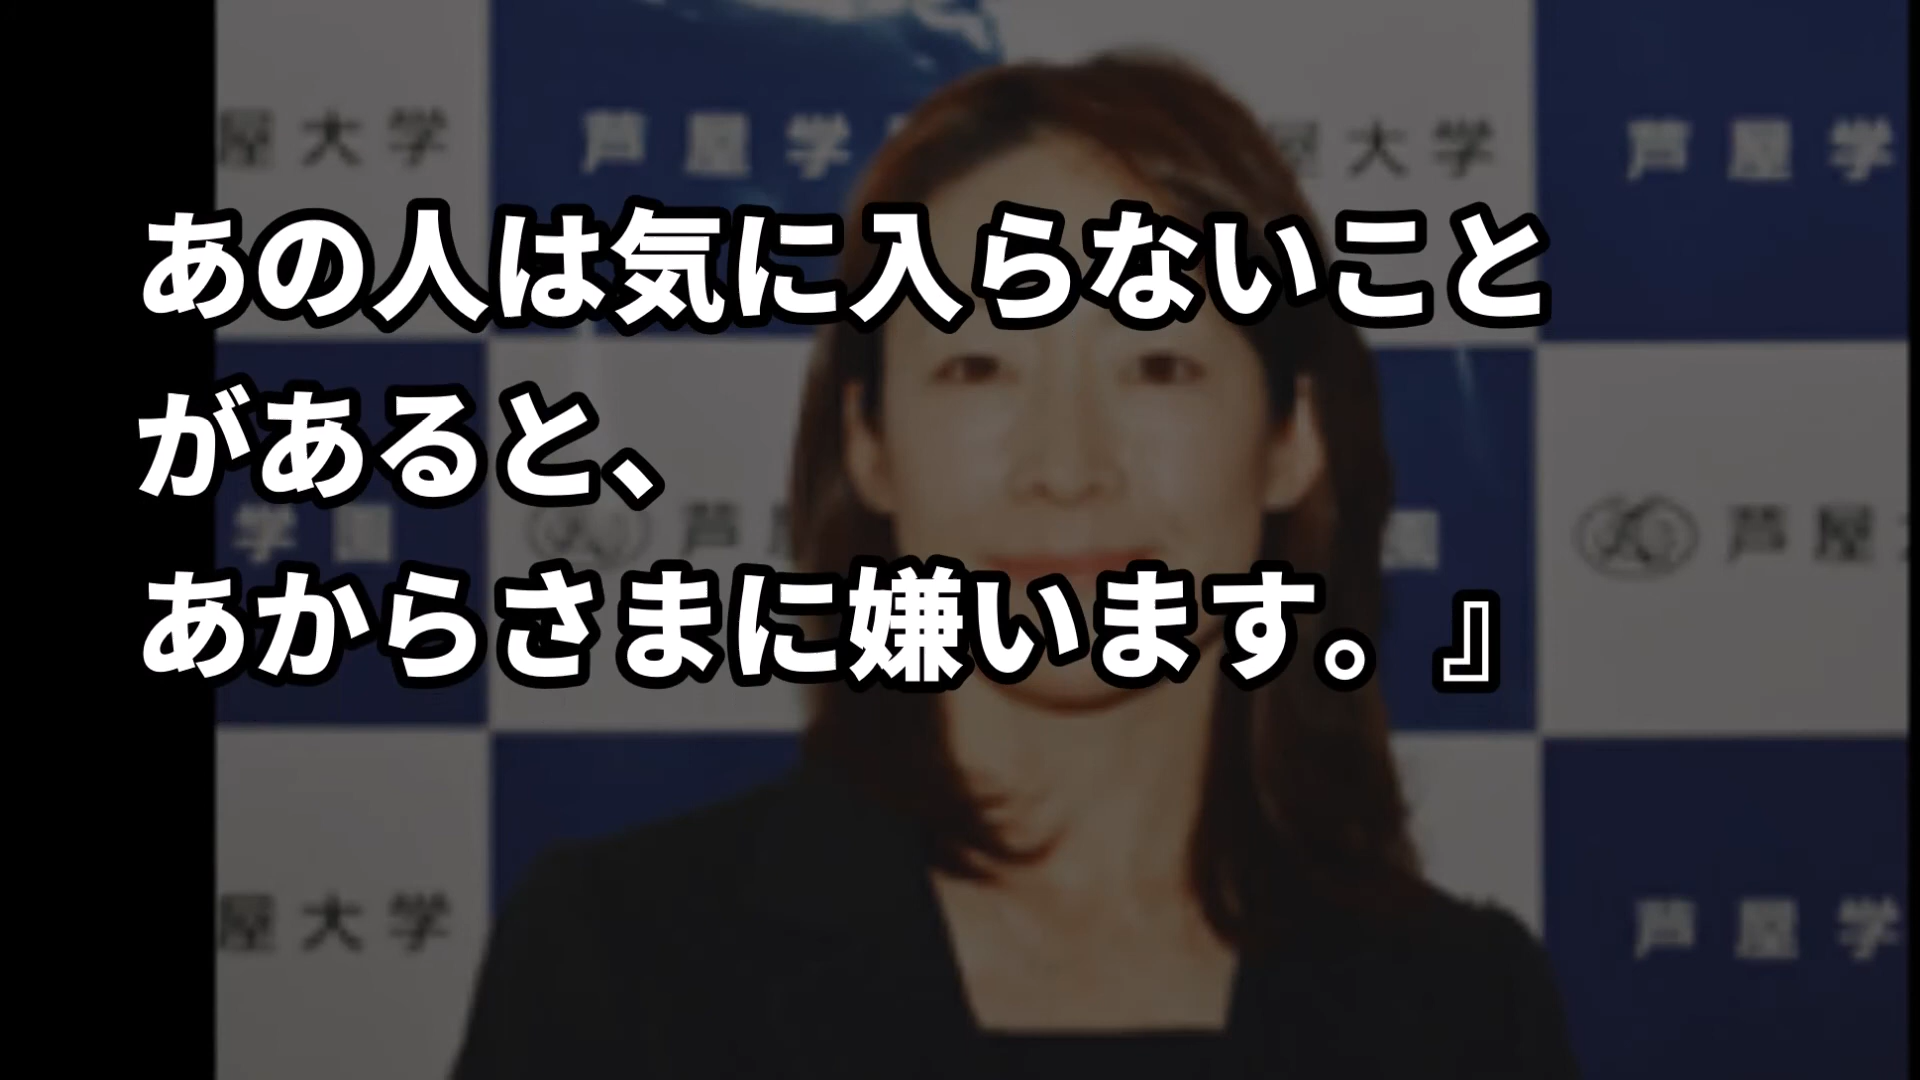 屋大学
芦屋学
屋大学
芦屋学
あの人は気に入らないこと
があると、
学園
芦屋
園
芦屋
あからさまに嫌います。』
屋大学
芦屋学